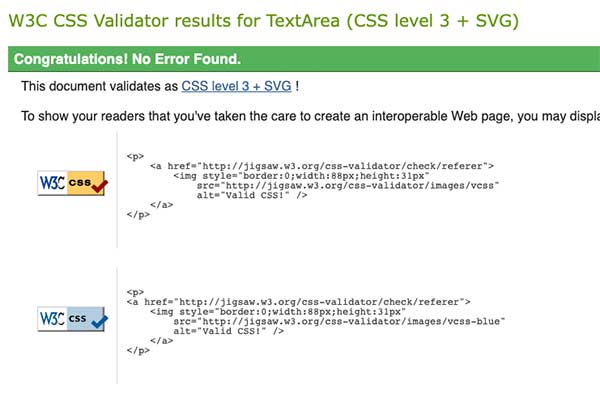 W3C CSS Validator results for TextArea (CSS level 3 + SVG)
Congratulations! No Error Found.
This document validates as CSS level 3 + SVG !
To show your readers that you've taken the care to create an interoperable Web page, you may displa
<p>
<a href="http://jigsaw.w3.org/css-validator/check/referer">
<img style="border:0;width:88px;height:31px"
src="http://jigsaw.w3.org/css-validator/images/vcss"
alt="Valid CSS!" />
</a>
</p>
W3C css
<p>
<a href="http://jigsaw.w3.org/css-validator/check/referer">
<img style="border:0;width:88px;height:31px"
src="http://jigsaw.w3.org/css-validator/images/vcss-blue"
alt="Valid CSS!" />
</a>
</p>
W3C css